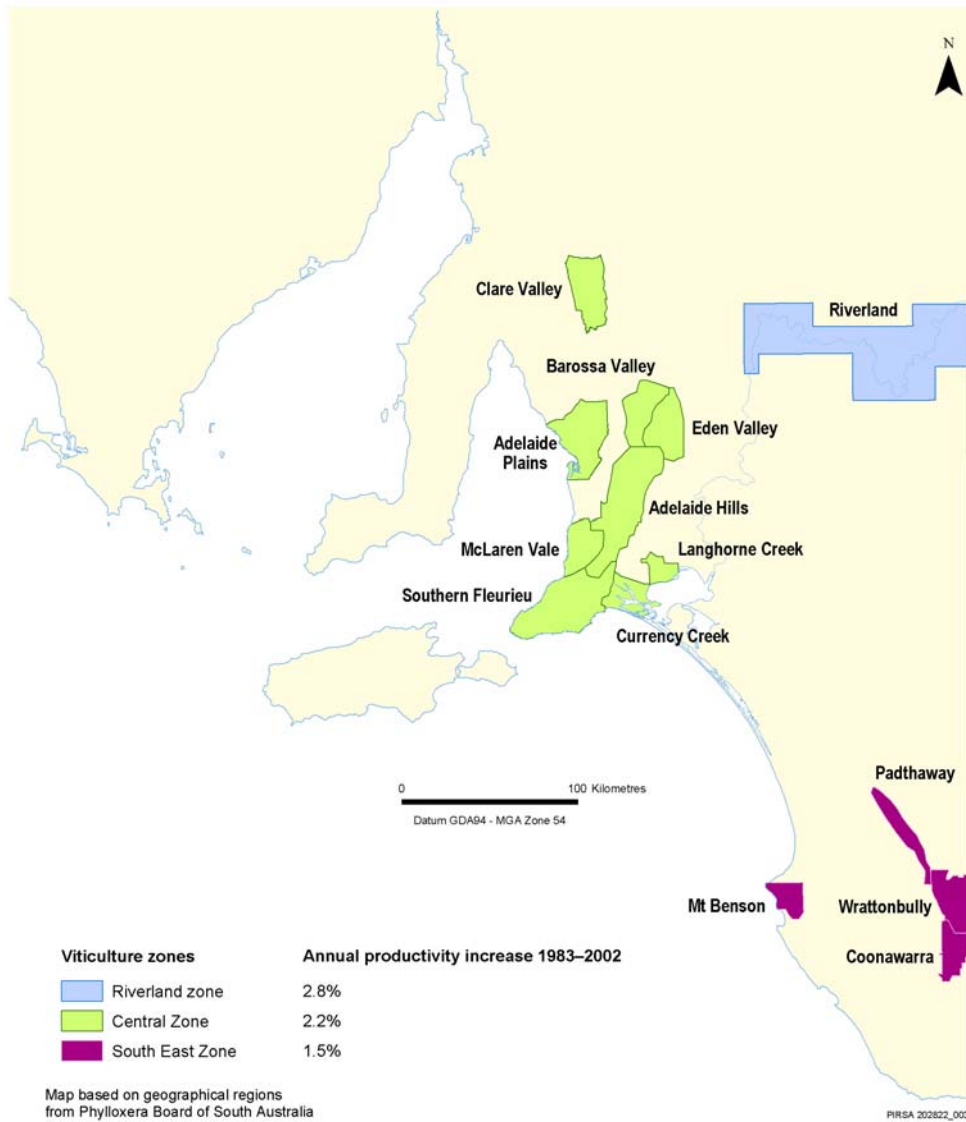 N
Clare Valley
Riverland
Barossa Valley
Eden Valley
Adelaide
Plains
Adelaide Hills
McLaren Vale
Langhorne Creek
Southern Fleurieu
Currency Creek
Padthaway
0 100 Kilometres
Datum GDA94 - MGA Zone 54
Mt Benson
Wrattonbully
Coonawarra
Viticulture zones Annual productivity increase 1983–2002
Riverland zone 2.8%
Central Zone 2.2%
South East Zone 1.5%
Map based on geographical regions
from Phylloxera Board of South Australia
PIRSA 202822_003